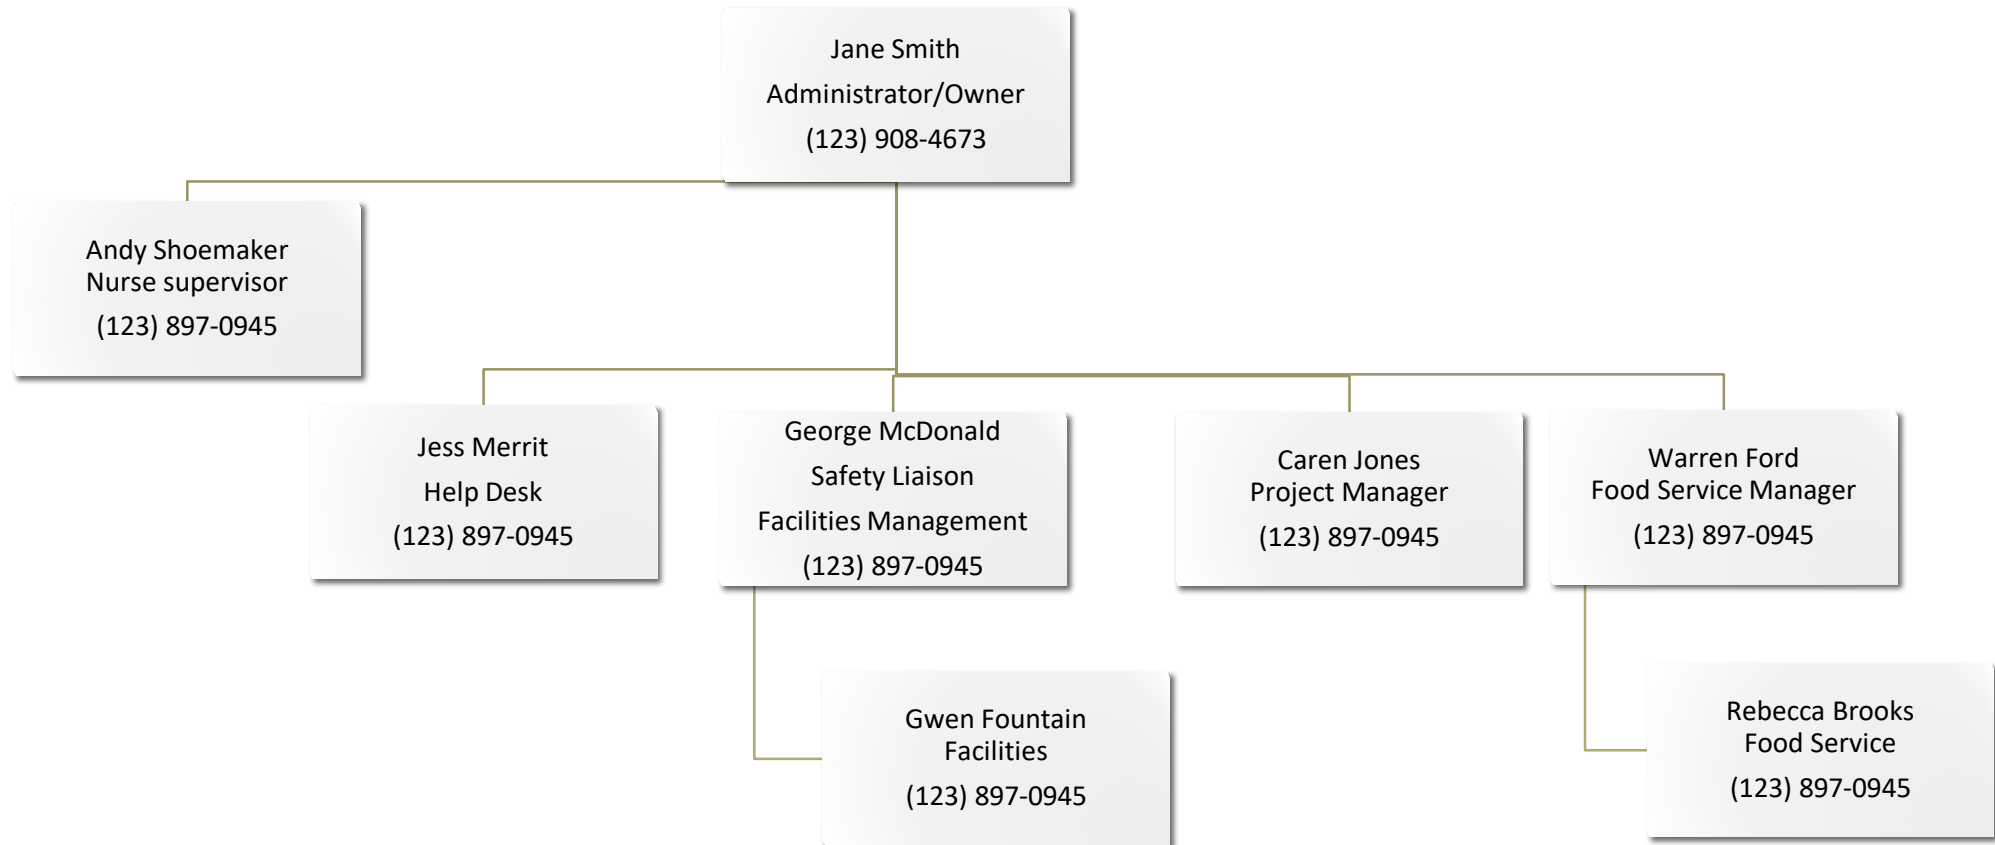 Jane Smith
Administrator/Owner
(123) 908-4673
Andy Shoemaker
Nurse supervisor
(123) 897-0945
Jess Merrit
Help Desk
(123) 897-0945
George McDonald
Safety Liaison
Facilities Management
(123) 897-0945
Caren Jones
Project Manager
(123) 897-0945
Warren Ford
Food Service Manager
(123) 897-0945
Gwen Fountain
Facilities
(123) 897-0945
Rebecca Brooks
Food Service
(123) 897-0945